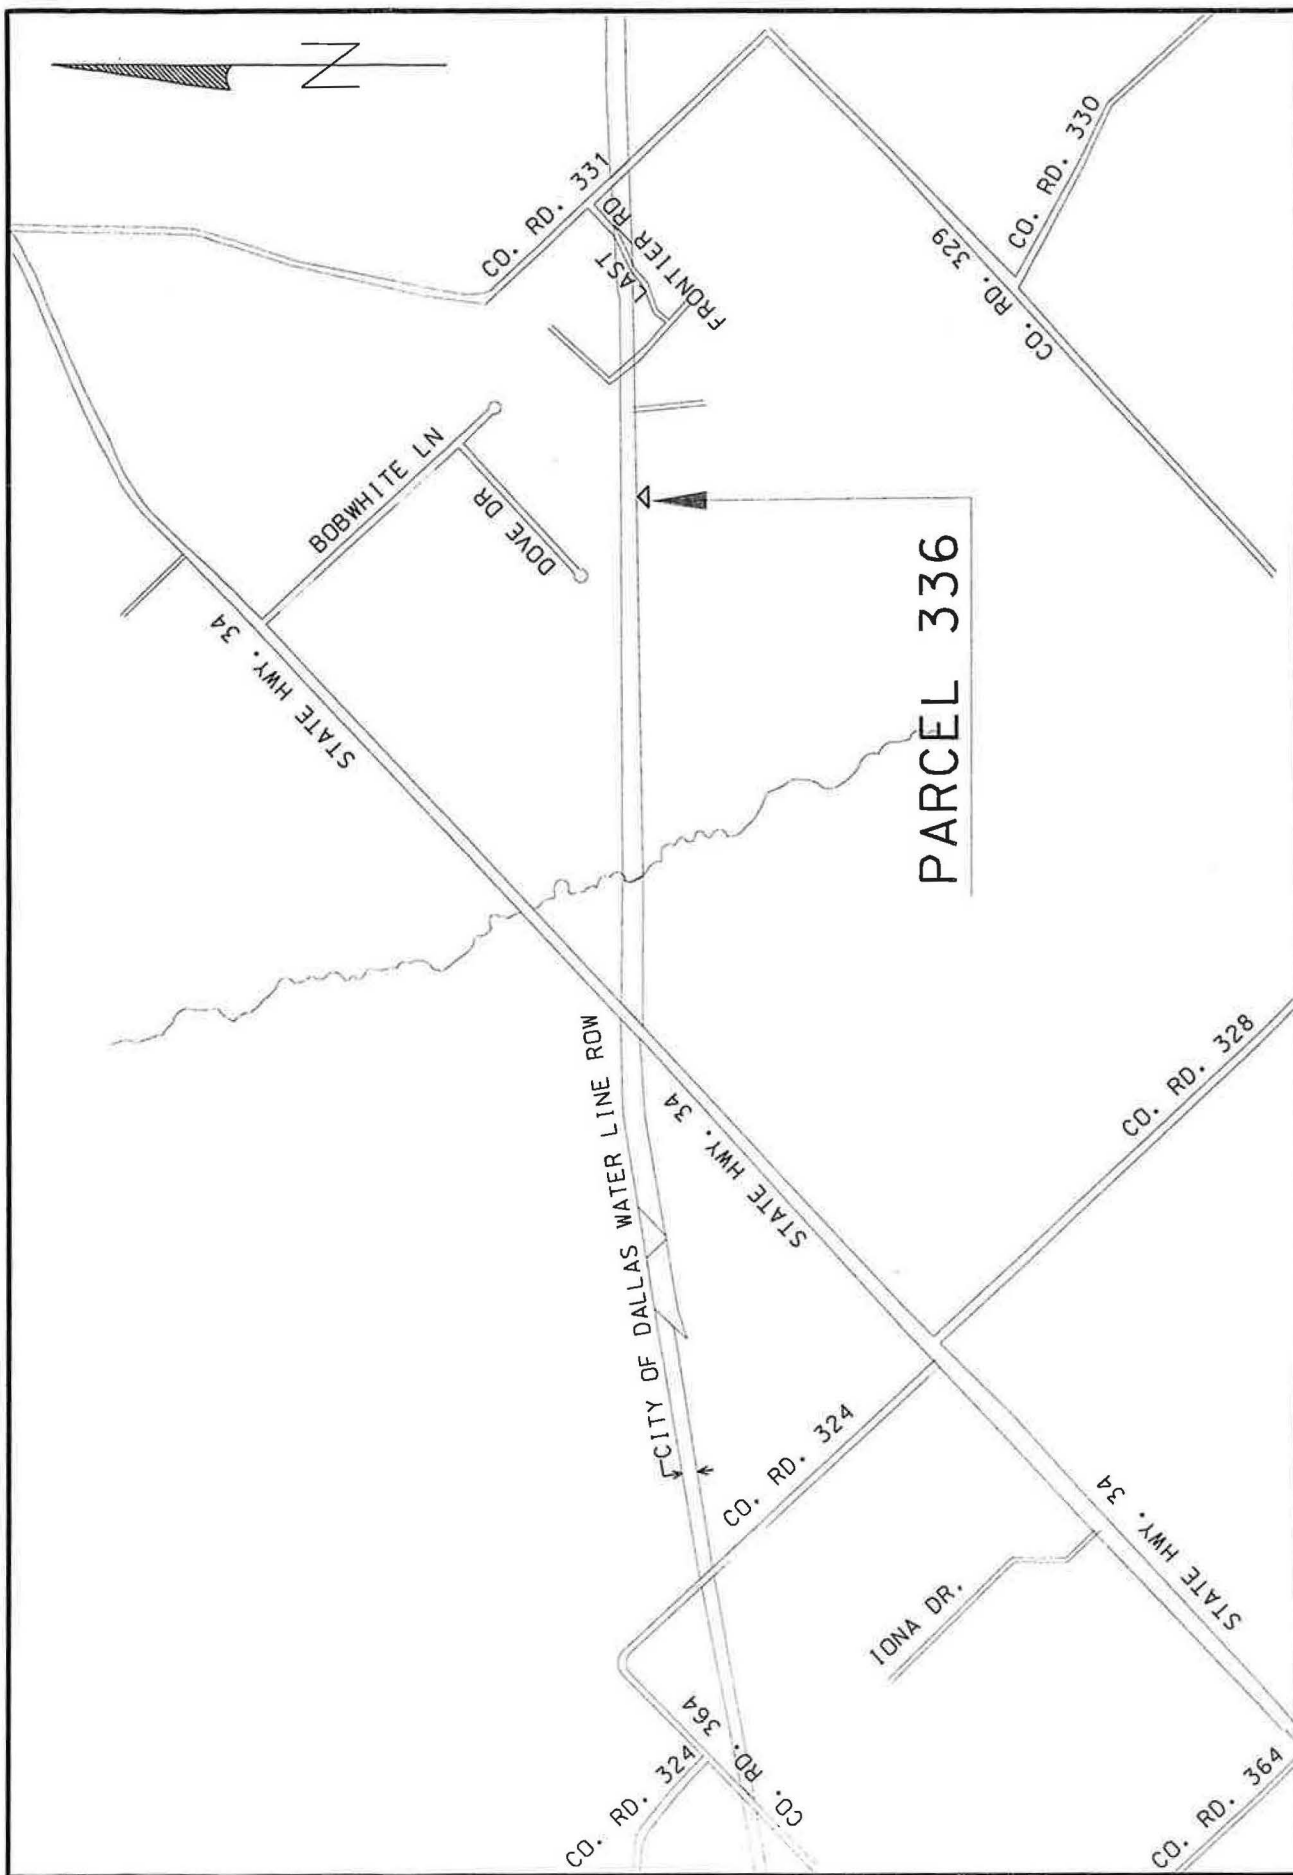 N
CO. RD. 331
LAST
FRONTIER RD
CO. RD. 330
CO. RD. 329
BOBWHITE LN
DOVE DR
STATE HWY. 34
PARCEL 336
CITY OF DALLAS WATER LINE ROW
STATE HWY. 34
CO. RD. 328
CO. RD. 324
STATE HWY. 34
IONA DR.
CO. RD. 324
CO. RD. 364
CO. RD. 364